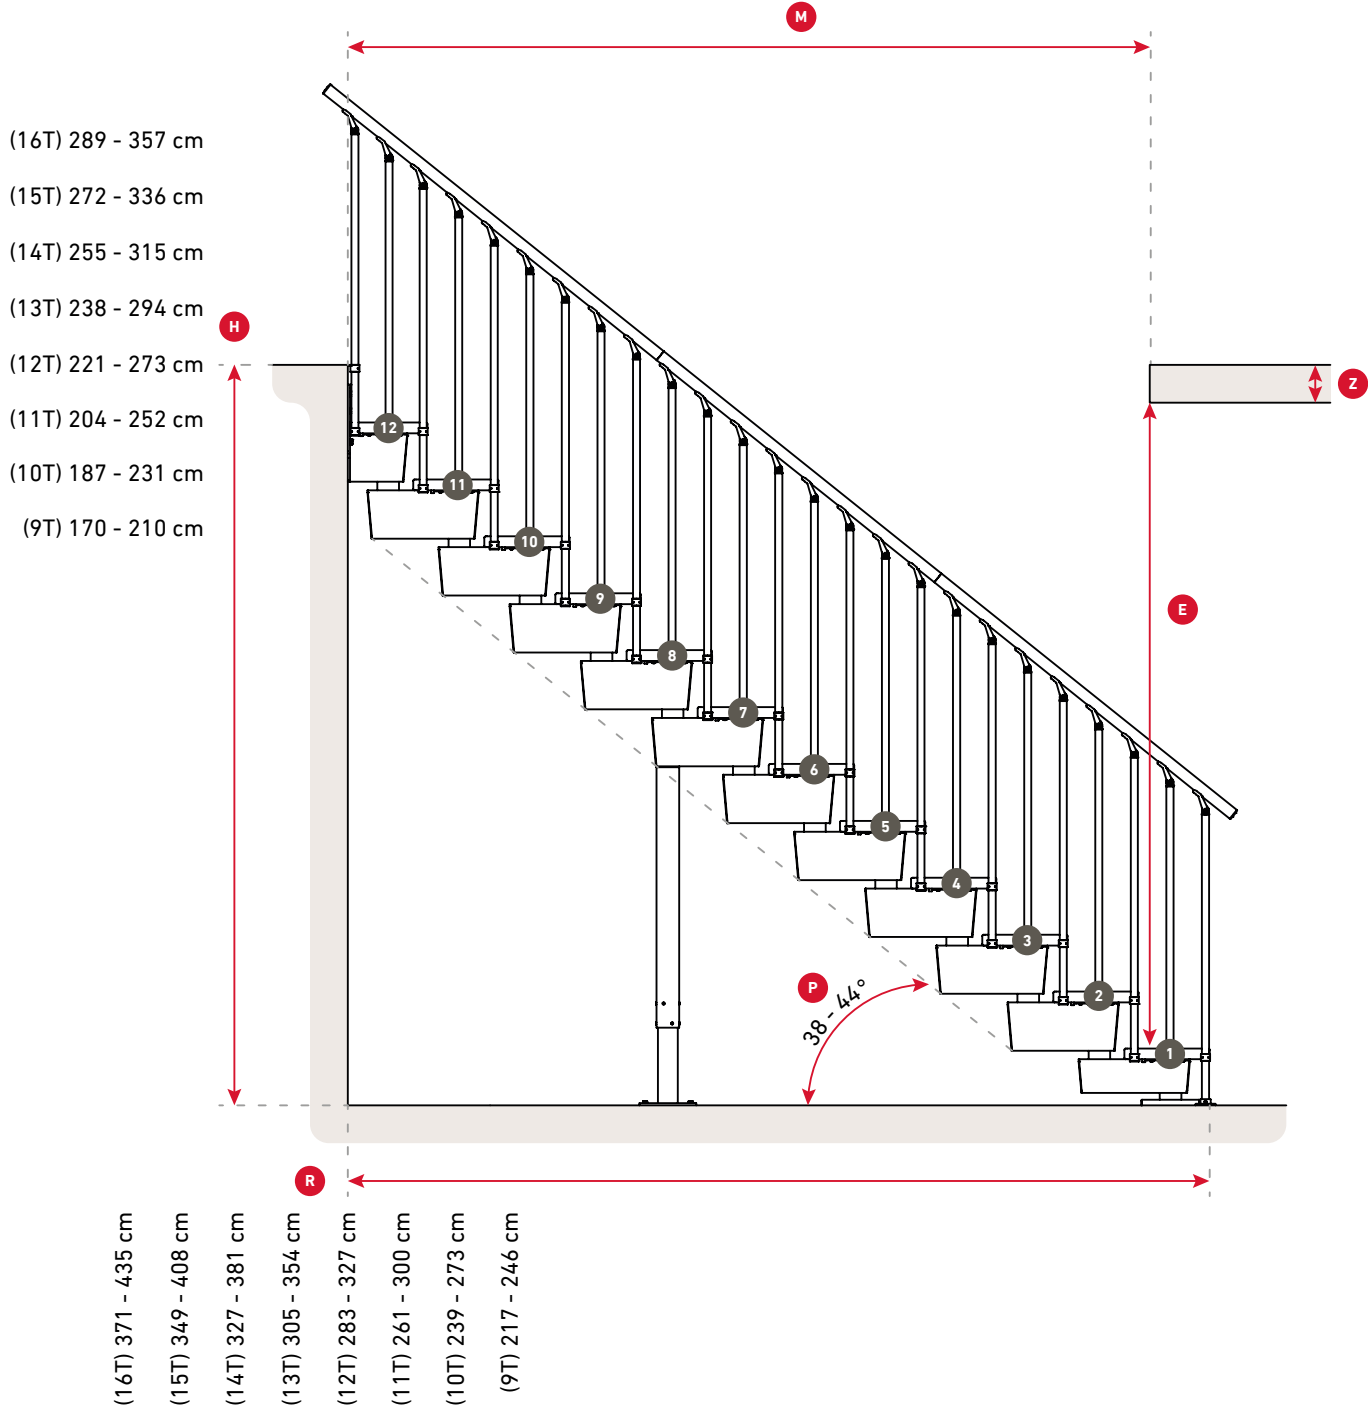 M
(16T) 289 - 357 cm
(15T) 272 - 336 cm
(14T) 255 - 315 cm
(13T) 238 - 294 cm
H
(12T) 221 - 273 cm
Z
(11T) 204 - 252 cm
12
(10T) 187 - 231 cm
11
(9T) 170 - 210 cm
10
9
E
8
7
6
5
4
3
P
38 - 44°
2
1
R
(16T) 371 - 435 cm
(15T) 349 - 408 cm
(14T) 327 - 381 cm
(13T) 305 - 354 cm
(12T) 283 - 327 cm
(11T) 261 - 300 cm
(10T) 239 - 273 cm
(9T) 217 - 246 cm